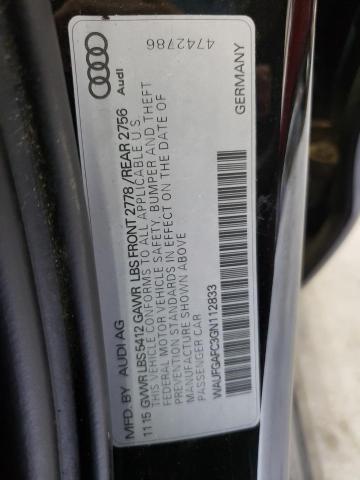 MFD. BY AUDI AG
11 15 GVWR LBS 5412 GAWR LBS FRONT 2778 / REAR 2756
THIS VEHICLE CONFORMS TO ALL APPLICABLE U S
FEDERAL MOTOR VEHICLE SAFETY, BUMPER AND THEFT
PREVENTION STANDARDS IN EFFECT ON THE DATE OF
MANUFACTURE SHOWN ABOVE
PASSENGER CAR
WAUFGAFC3GN112833
GERMANY
Audi
4742786